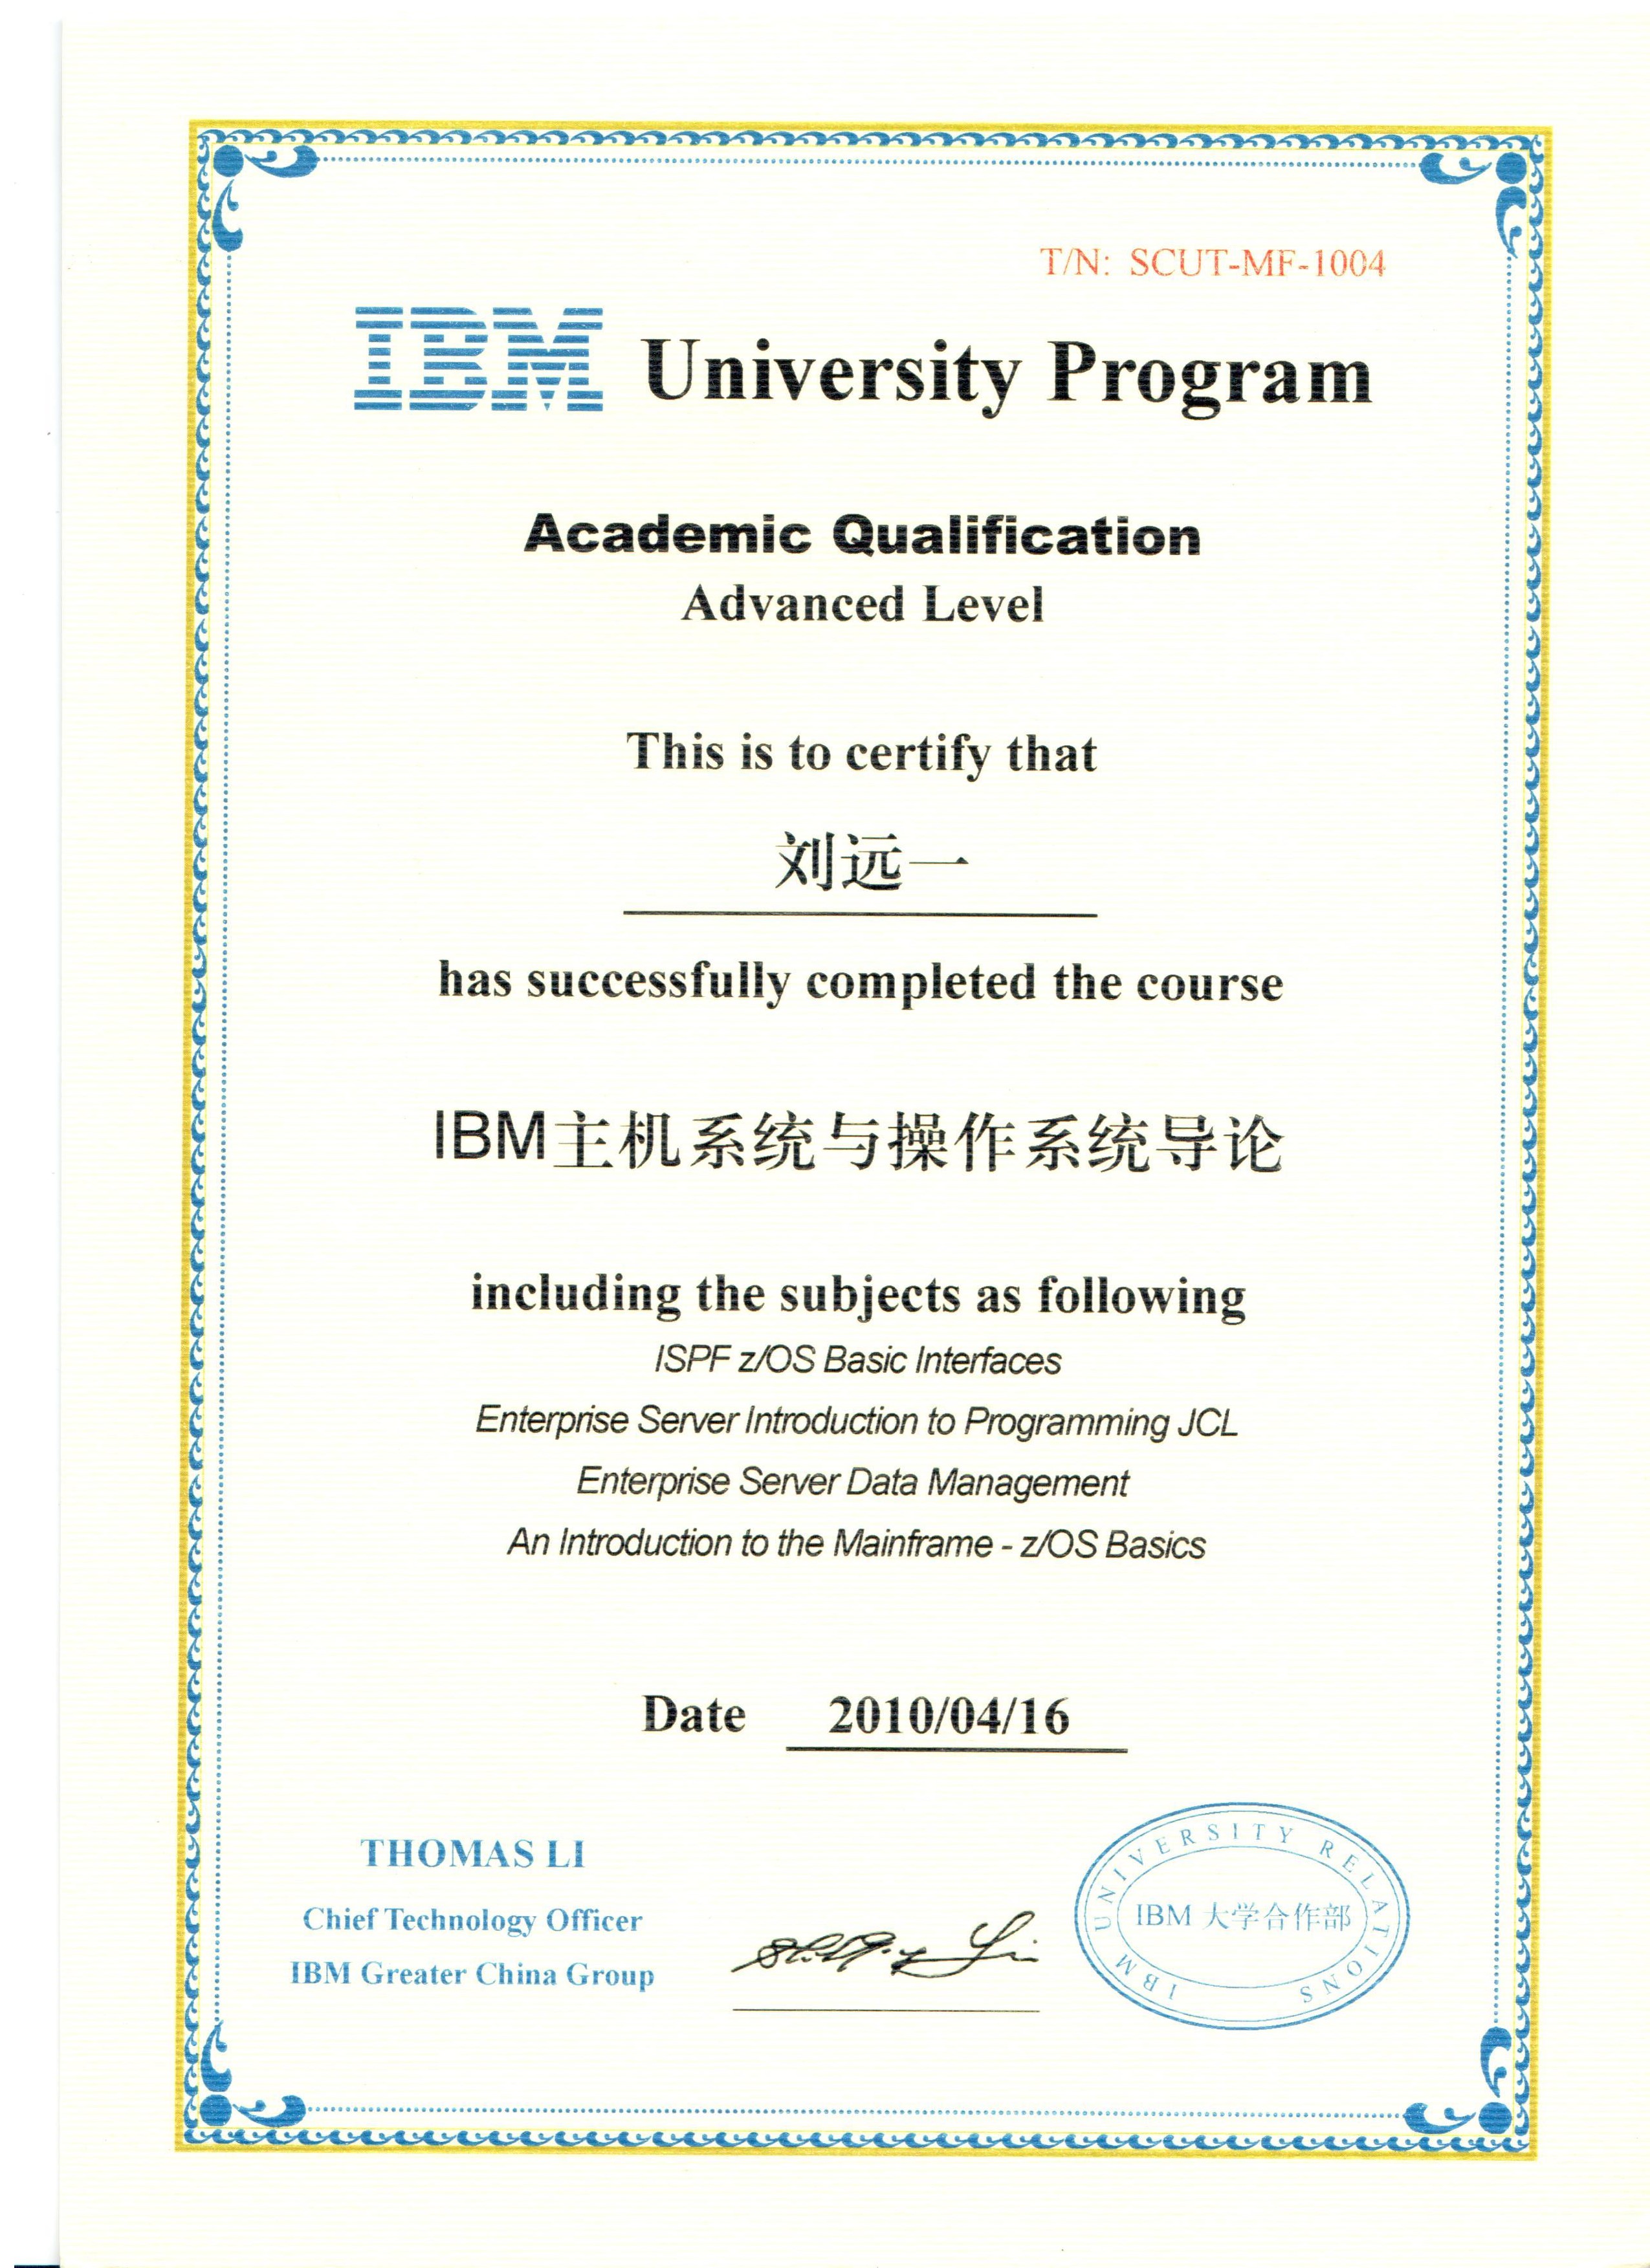 T/N: SCUT-MF-1004
IBM University Program
Academic Qualification
Advanced Level
This is to certify that
刘远一
has successfully completed the course
IBM主机系统与操作系统导论
including the subjects as following
ISPF z/OS Basic Interfaces
Enterprise Server Introduction to Programming JCL
Enterprise Server Data Management
An Introduction to the Mainframe - z/OS Basics
Date 2010/04/16
THOMAS LI
Chief Technology Officer
IBM Greater China Group
IBM UNIVERSITY RELATIONS
IBM 大学合作部